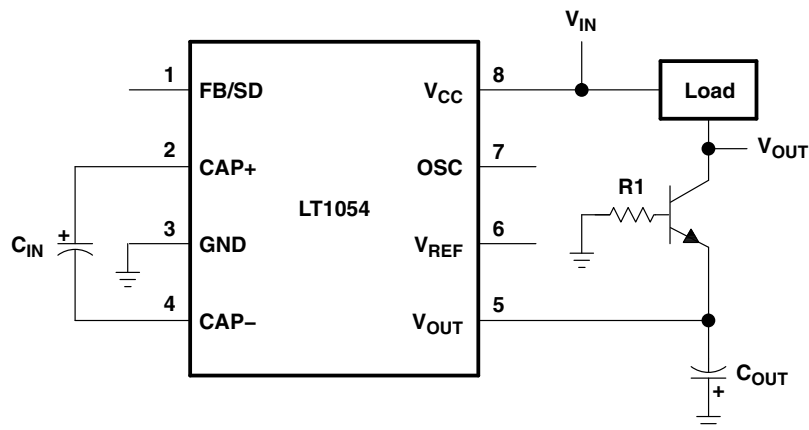 V_IN
1 FB/SD
V_CC 8
Load
2 CAP+
OSC 7
V_OUT
LT1054
R1
C_IN
+
3 GND
V_REF 6
4 CAP−
V_OUT 5
C_OUT
+